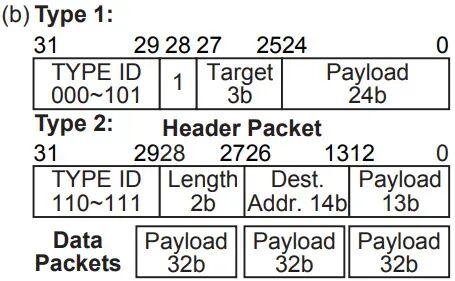 (b) Type 1:
31 29 28 27 25 24 0
TYPE ID 000~101 1 Target 3b Payload 24b
Type 2: Header Packet
31 29 28 27 26 13 12 0
TYPE ID 110~111 Length 2b Dest. Addr. 14b Payload 13b
Data Packets Payload 32b Payload 32b Payload 32b